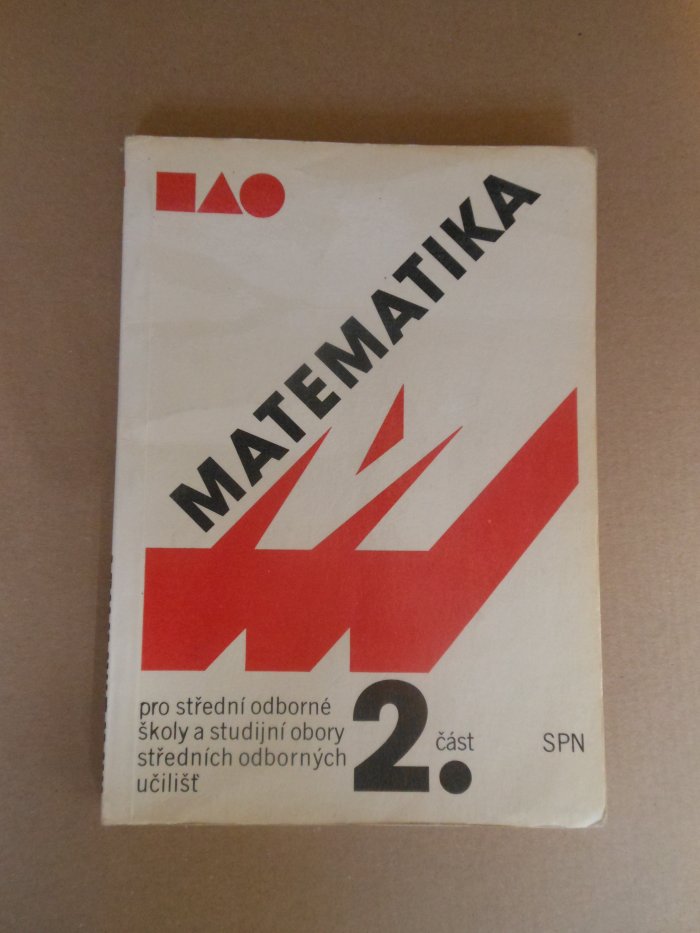 MATEMATIKA
pro střední odborné
školy a studijní obory
středních odborných
učilišť
2. část
SPN